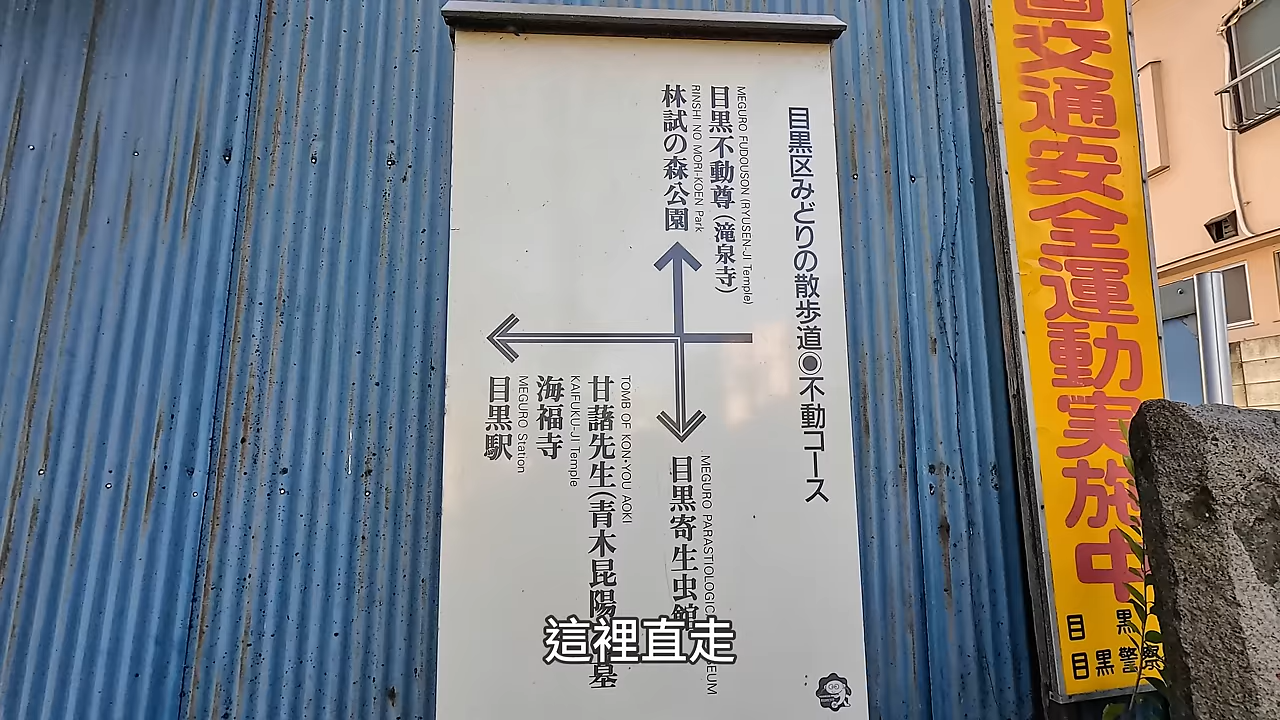 目黒区みどりの散歩道◉不動コース
目黒不動尊(滝泉寺)
MEGURO FUDOUSON (RYUSEN-JI Temple)
林試の森公園
RINSHI NO MORI-KOEN Park
目黒寄生虫館
MEGURO PARASTIOLOGIC
甘藷先生(青木昆陽
墓
TOMB OF KON-YOU AOKI
海福寺
KAIFUKU-JI Temple
目黒駅
MEGURO Station
交通安全運動実施中
目黒
目黒警察
這裡直走